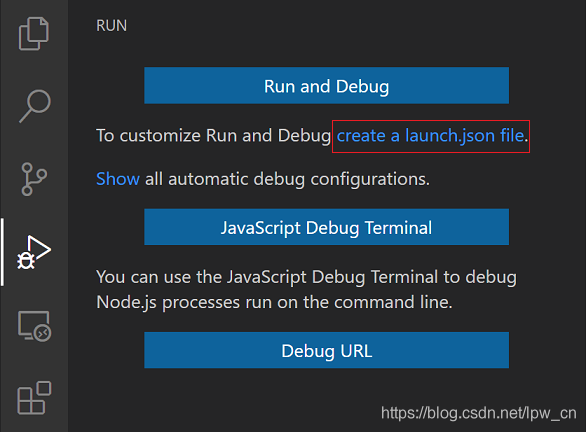 RUN
Run and Debug
To customize Run and Debug create a launch.json file.
Show all automatic debug configurations.
JavaScript Debug Terminal
You can use the JavaScript Debug Terminal to debug
Node.js processes run on the command line.
Debug URL
https://blog.csdn.net/lpw_cn